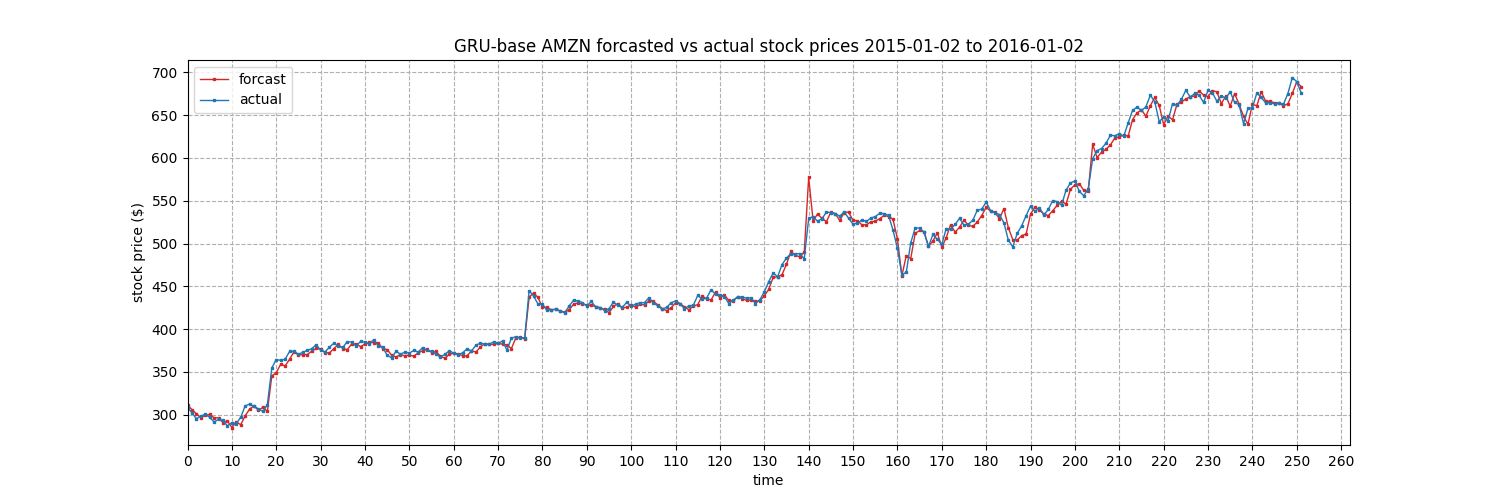 GRU-base AMZN forcasted vs actual stock prices 2015-01-02 to 2016-01-02
forcast
actual
stock price ($)
700
650
600
550
500
450
400
350
300
0 10 20 30 40 50 60 70 80 90 100 110 120 130 140 150 160 170 180 190 200 210 220 230 240 250 260
time